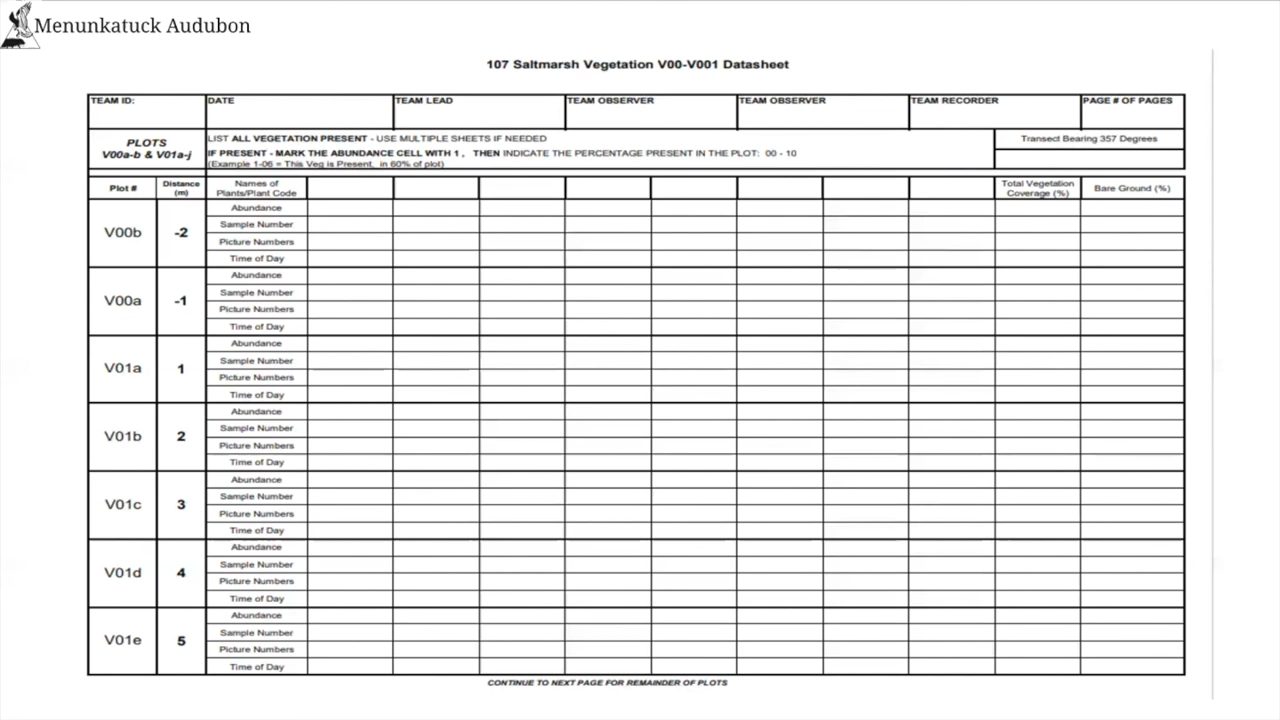 Menunkatuck Audubon
107 Saltmarsh Vegetation V00-V001 Datasheet
TEAM ID: DATE TEAM LEAD TEAM OBSERVER TEAM OBSERVER TEAM RECORDER PAGE # OF PAGES
PLOTS
V00a-b & V01a-j
LIST ALL VEGETATION PRESENT - USE MULTIPLE SHEETS IF NEEDED
IF PRESENT - MARK THE ABUNDANCE CELL WITH 1 , THEN INDICATE THE PERCENTAGE PRESENT IN THE PLOT: 00 - 10
(Example 1-06 = This Veg is Present, in 60% of plot)
Transect Bearing 357 Degrees
Plot #
Distance
(m)
Names of
Plants/Plant Code
Total Vegetation
Coverage (%)
Bare Ground (%)
V00b
-2
Abundance
Sample Number
Picture Numbers
Time of Day
V00a
-1
Abundance
Sample Number
Picture Numbers
Time of Day
V01a
1
Abundance
Sample Number
Picture Numbers
Time of Day
V01b
2
Abundance
Sample Number
Picture Numbers
Time of Day
V01c
3
Abundance
Sample Number
Picture Numbers
Time of Day
V01d
4
Abundance
Sample Number
Picture Numbers
Time of Day
V01e
5
Abundance
Sample Number
Picture Numbers
Time of Day
CONTINUE TO NEXT PAGE FOR REMAINDER OF PLOTS